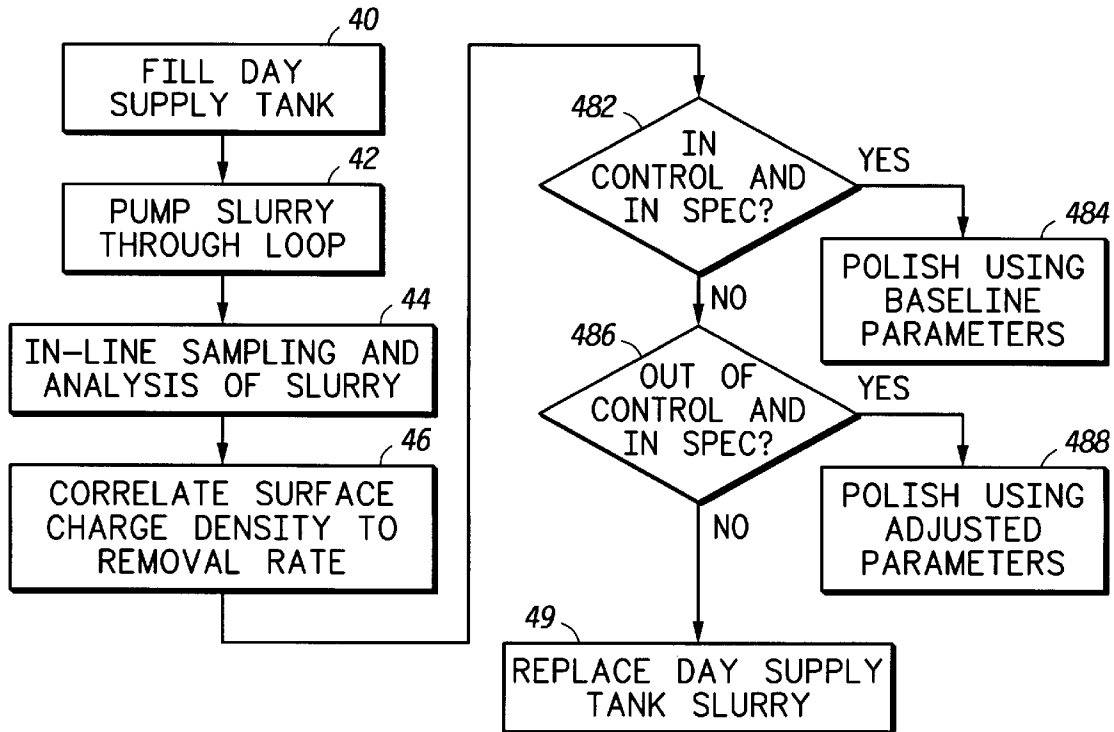 40
FILL DAY
SUPPLY TANK
42
PUMP SLURRY
THROUGH LOOP
44
IN-LINE SAMPLING AND
ANALYSIS OF SLURRY
46
CORRELATE SURFACE
CHARGE DENSITY TO
REMOVAL RATE
482
IN
CONTROL AND
IN SPEC?
YES
484
POLISH USING
BASELINE
PARAMETERS
NO
486
OUT OF
CONTROL AND
IN SPEC?
YES
488
POLISH USING
ADJUSTED
PARAMETERS
NO
49
REPLACE DAY SUPPLY
TANK SLURRY